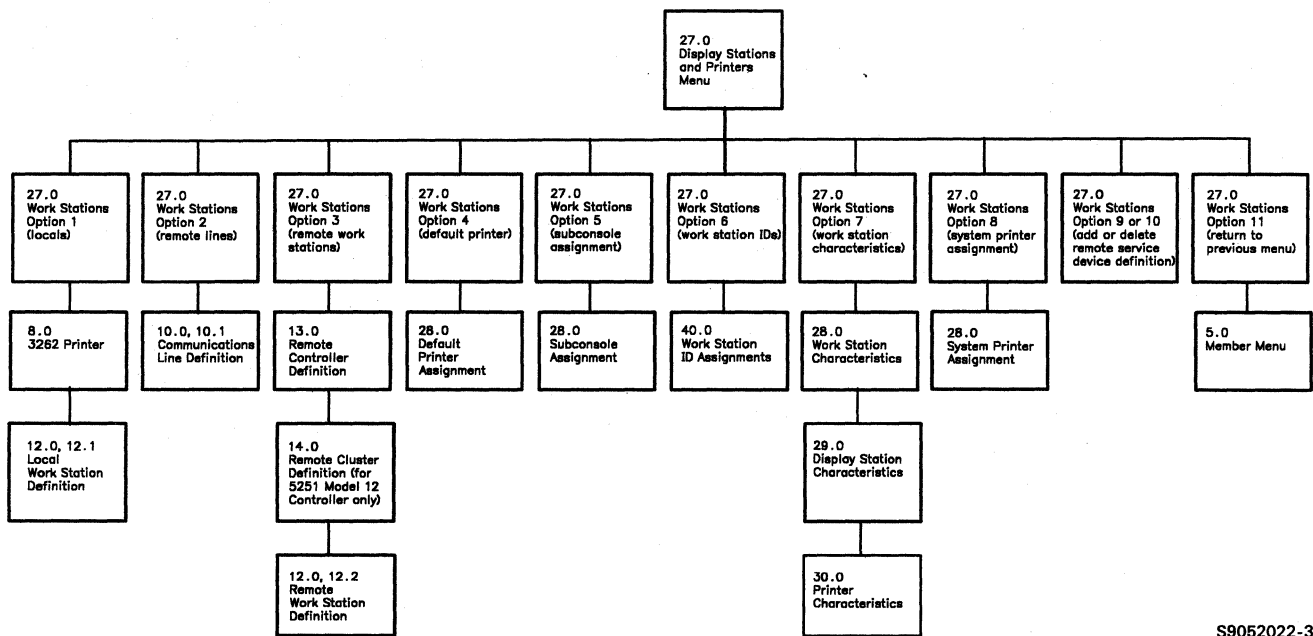 27.0
Display Stations
and Printers
Menu
27.0
Work Stations
Option 1
(locals)
27.0
Work Stations
Option 2
(remote lines)
27.0
Work Stations
Option 3
(remote work
stations)
27.0
Work Stations
Option 4
(default printer)
27.0
Work Stations
Option 5
(subconsole
assignment)
27.0
Work Stations
Option 6
(work station IDs)
27.0
Work Stations
Option 7
(work station
characteristics)
27.0
Work Stations
Option 8
(system printer
assignment)
27.0
Work Stations
Option 9 or 10
(add or delete
remote service
device definition)
27.0
Work Stations
Option 11
(return to
previous menu)
8.0
3262 Printer
10.0, 10.1
Communications
Line Definition
13.0
Remote
Controller
Definition
28.0
Default
Printer
Assignment
28.0
Subconsole
Assignment
40.0
Work Station
ID Assignments
28.0
Work Station
Characteristics
28.0
System Printer
Assignment
5.0
Member Menu
12.0, 12.1
Local
Work Station
Definition
14.0
Remote Cluster
Definition (for
5251 Model 12
Controller only)
29.0
Display Station
Characteristics
12.0, 12.2
Remote
Work Station
Definition
30.0
Printer
Characteristics
S9052022-3